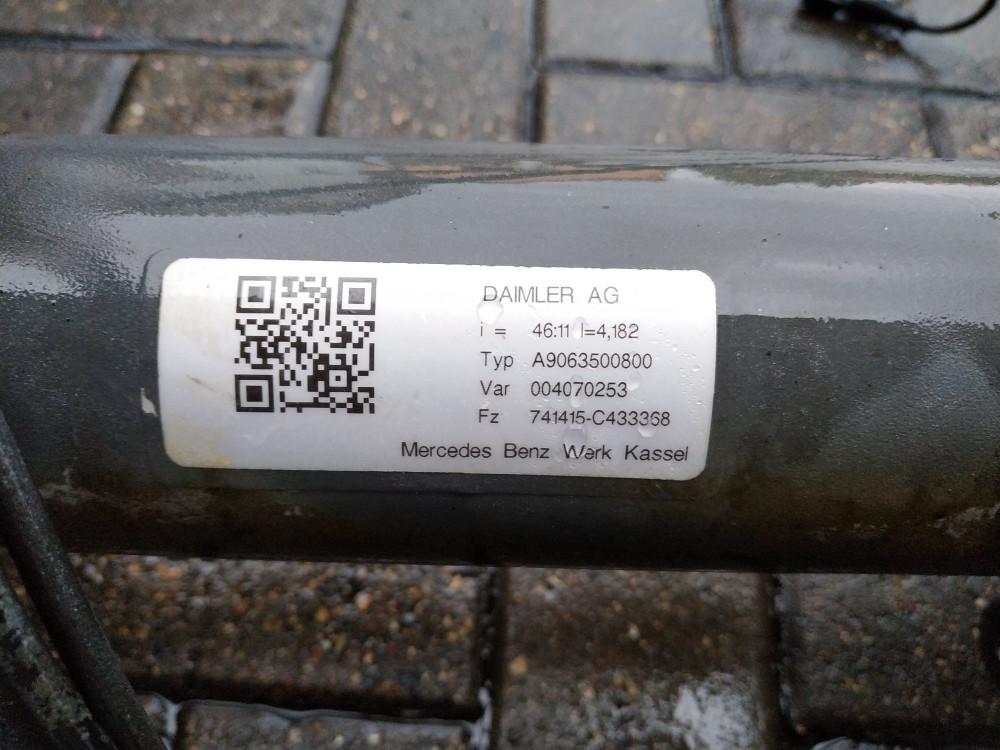 DAIMLER AG
i = 46:11 I=4,182
Typ A9063500800
Var 004070253
Fz 741415-C433368
Mercedes Benz Werk Kassel